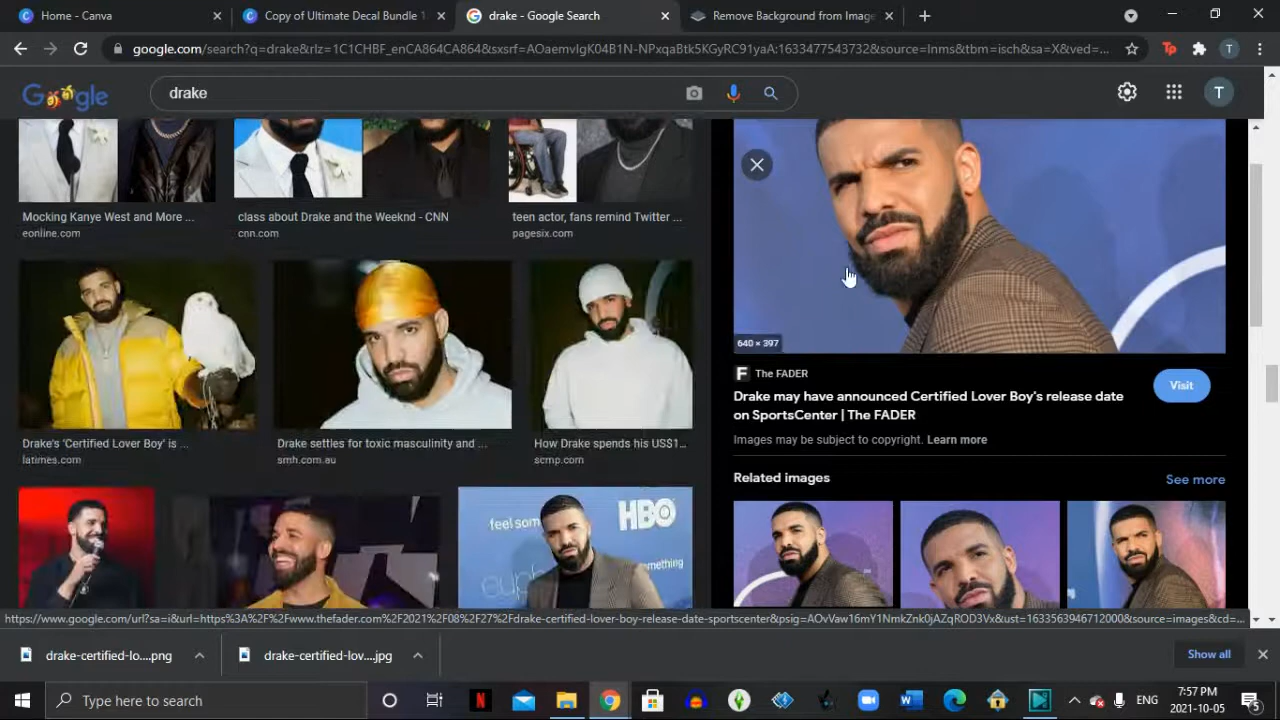 Home - Canva
Copy of Ultimate Decal Bundle 1
drake - Google Search
Remove Background from Image
google.com/search?q=drake&rlz=1C1CHBF_enCA864CA864&sxsrf=AOaemvIgK04B1N-NPxqaBtk5KGyRC91yaA:1633477543732&source=lnms&tbm=isch&sa=X&ved=...
T
drake
T
Mocking Kanye West and More ...
eonline.com
class about Drake and the Weeknd - CNN
cnn.com
teen actor, fans remind Twitter ...
pagesix.com
640 × 397
The FADER
Drake may have announced Certified Lover Boy's release date
on SportsCenter | The FADER
Visit
Images may be subject to copyright. Learn more
Drake's 'Certified Lover Boy' is ...
latimes.com
Drake settles for toxic masculinity and ...
smh.com.au
How Drake spends his US$1...
scmp.com
Related images
See more
feel som
HBO
something
https://www.google.com/url?sa=i&url=https%3A%2F%2Fwww.thefader.com%2F2021%2F08%2F27%2Fdrake-certified-lover-boy-release-date-sportscenter&psig=AOvVaw16mY1NmkZnk0jAZqROD3Vx&ust=1633563946712000&source=images&cd=...
drake-certified-lo....png
drake-certified-lov....jpg
Show all
Type here to search
ENG
7:57 PM
2021-10-05
5